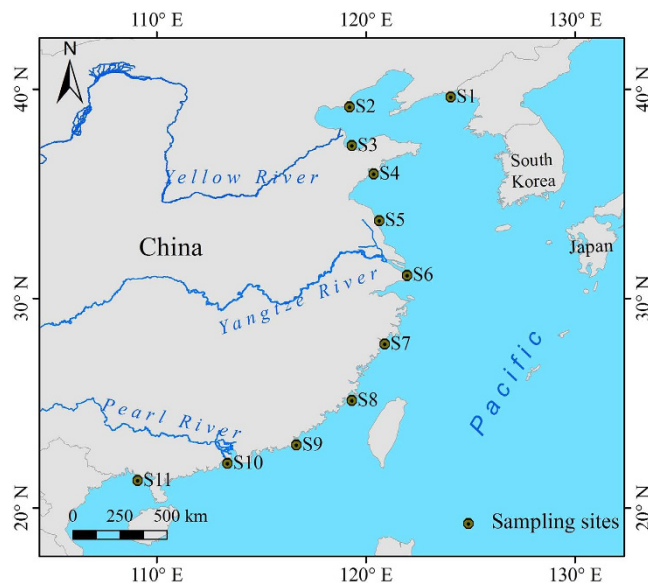 110° E 120° E 130° E
N
40° N 40° N
S1
S2
S3
South
Korea
S4
Yellow River
S5
China
Japan
S6
30° N 30° N
Yangtze River
S7
Pacific
S8
Pearl River
S9
S10
S11
20° N 20° N
0 250 500 km
Sampling sites
110° E 120° E 130° E